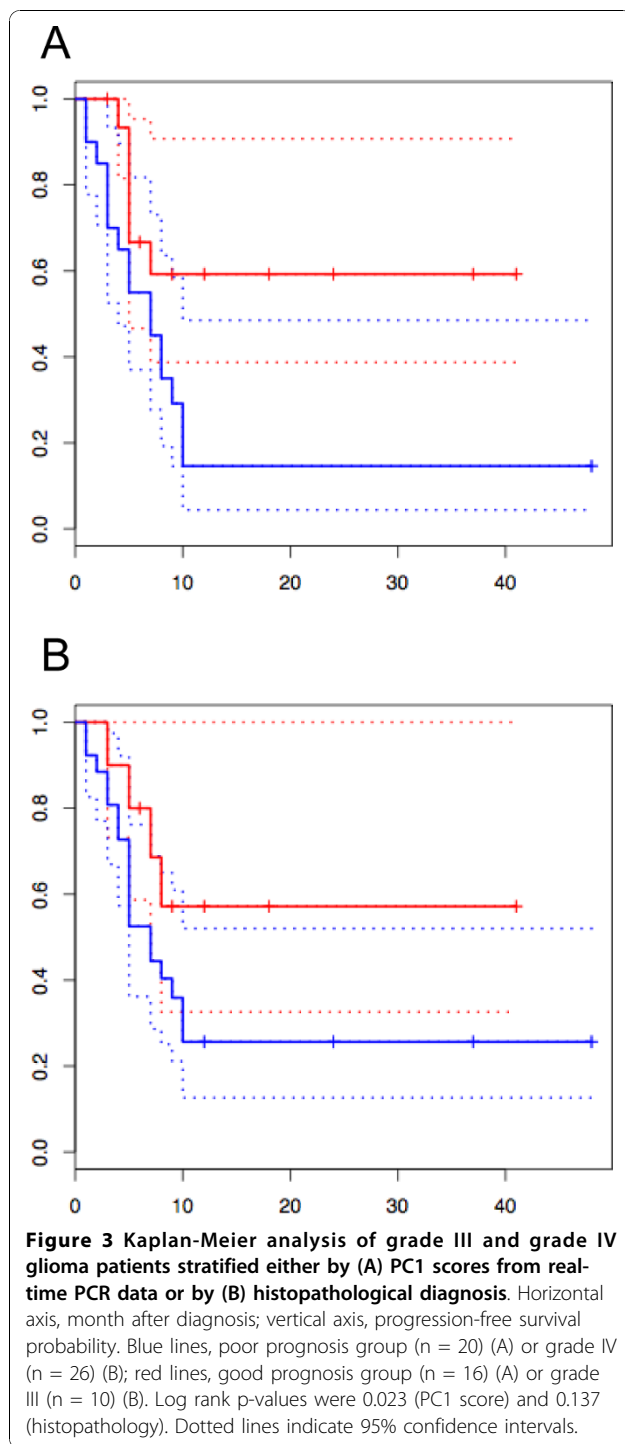 A
1.0
0.8
0.6
0.4
0.2
0.0
0 10 20 30 40
B
1.0
0.8
0.6
0.4
0.2
0.0
0 10 20 30 40
Figure 3 Kaplan-Meier analysis of grade III and grade IV
glioma patients stratified either by (A) PC1 scores from real-
time PCR data or by (B) histopathological diagnosis. Horizontal
axis, month after diagnosis; vertical axis, progression-free survival
probability. Blue lines, poor prognosis group (n = 20) (A) or grade IV
(n = 26) (B); red lines, good prognosis group (n = 16) (A) or grade
III (n = 10) (B). Log rank p-values were 0.023 (PC1 score) and 0.137
(histopathology). Dotted lines indicate 95% confidence intervals.